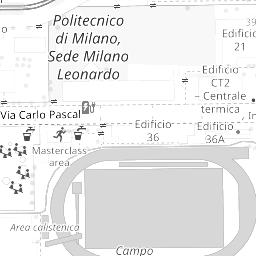 Politecnico
di Milano,
Sede Milano
Leonardo
39
Edificio
21
Edificio
CT2
– Centrale
termica
Via Carlo Pascal
Edificio
36
Edificio
36A
Masterclass
area
Area calistenica
Campo